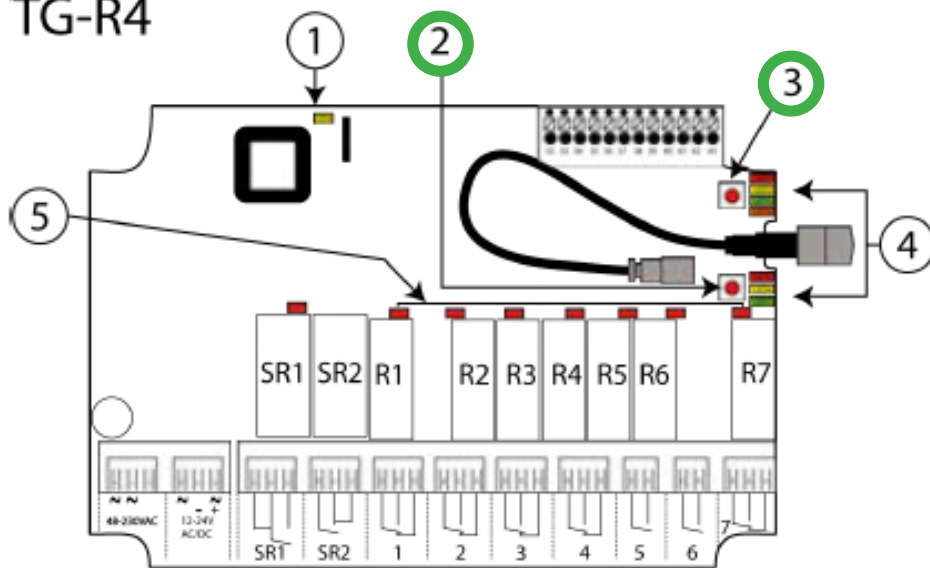 TG-R4
1
2
3
5
4
SR1 SR2 R1 R2 R3 R4 R5 R6 R7
48-230VAC
12-24V
AC/DC
SR1 SR2 1 2 3 4 5 6 7